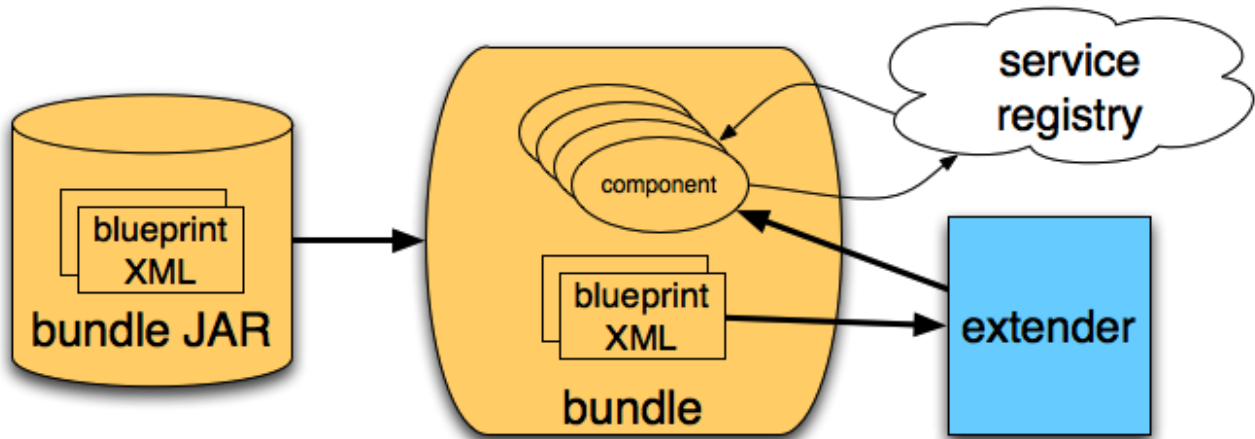 service
registry
component
blueprint
XML
bundle JAR
blueprint
XML
bundle
extender